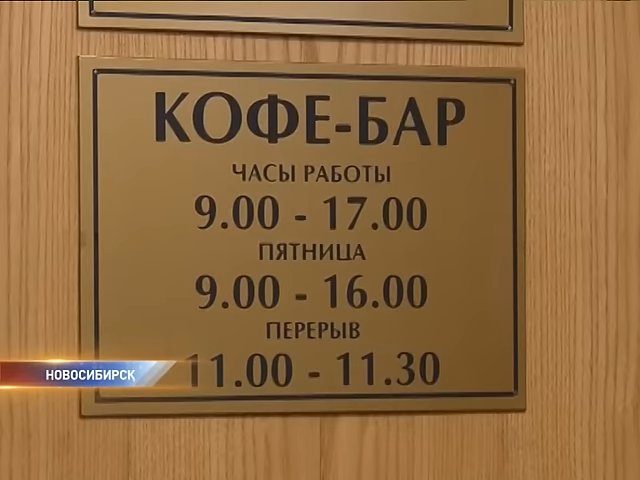 КОФЕ-БАР
ЧАСЫ РАБОТЫ
9.00 - 17.00
ПЯТНИЦА
9.00 - 16.00
ПЕРЕРЫВ
11.00 - 11.30
НОВОСИБИРСК